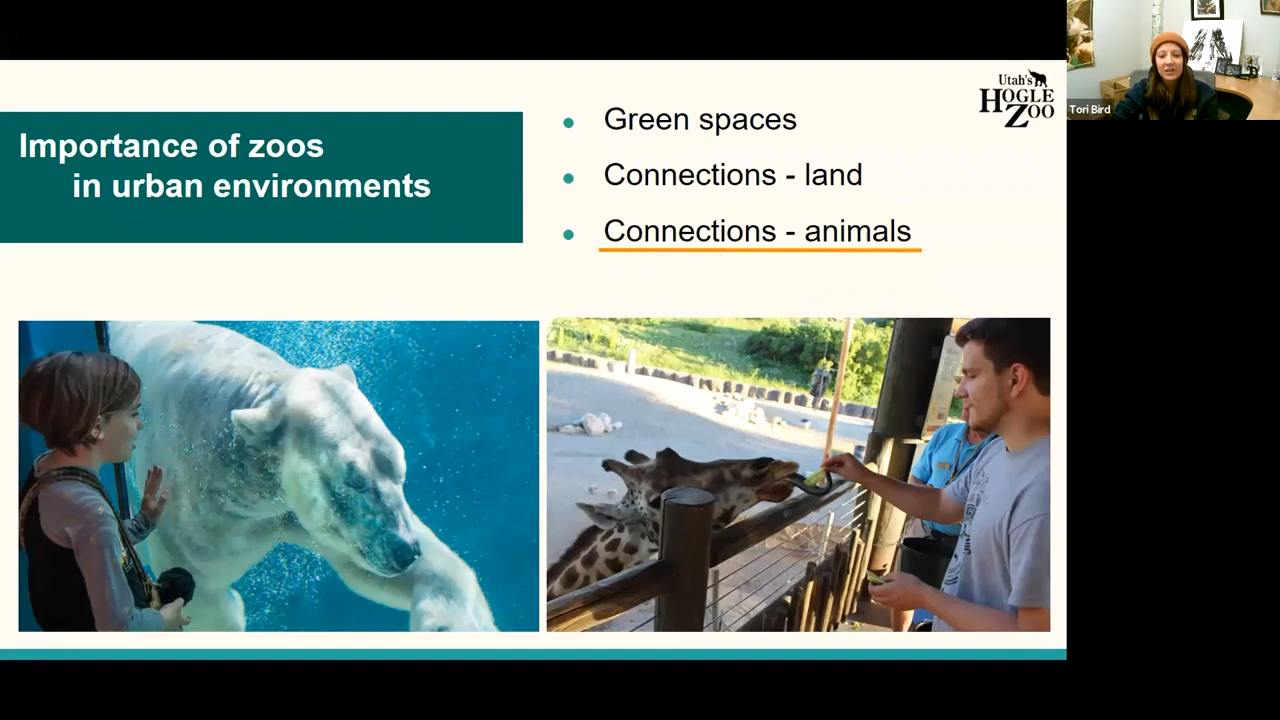 Importance of zoos
in urban environments
Green spaces
Connections - land
Connections - animals
Utah's
HOGLE
ZOO
Tori Bird